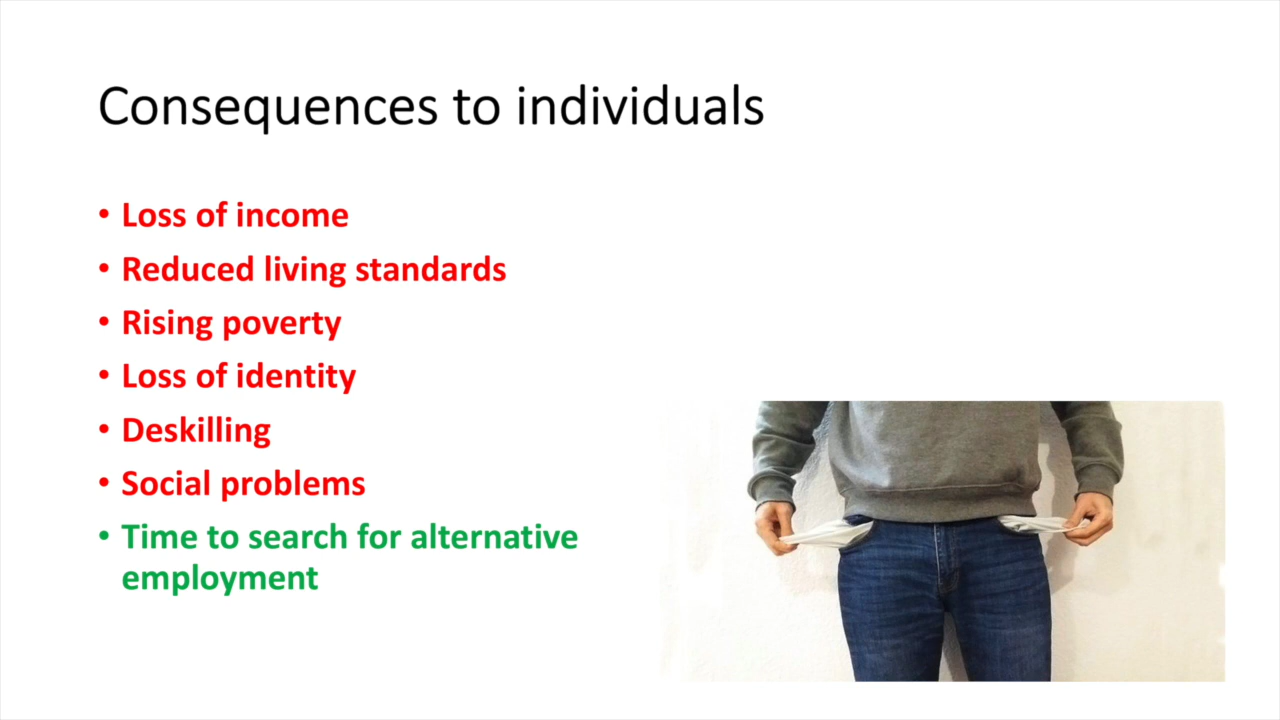 Consequences to individuals
• Loss of income
• Reduced living standards
• Rising poverty
• Loss of identity
• Deskilling
• Social problems
• Time to search for alternative
employment